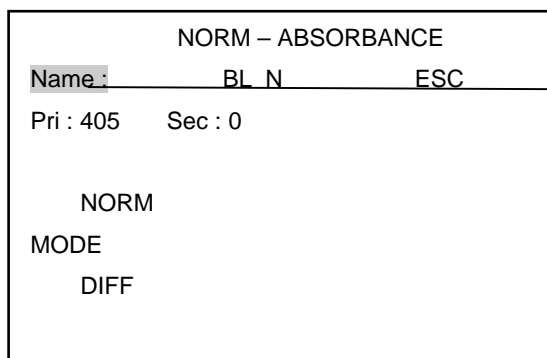 NORM – ABSORBANCE
Name : BL N ESC
Pri : 405 Sec : 0
NORM
MODE
DIFF